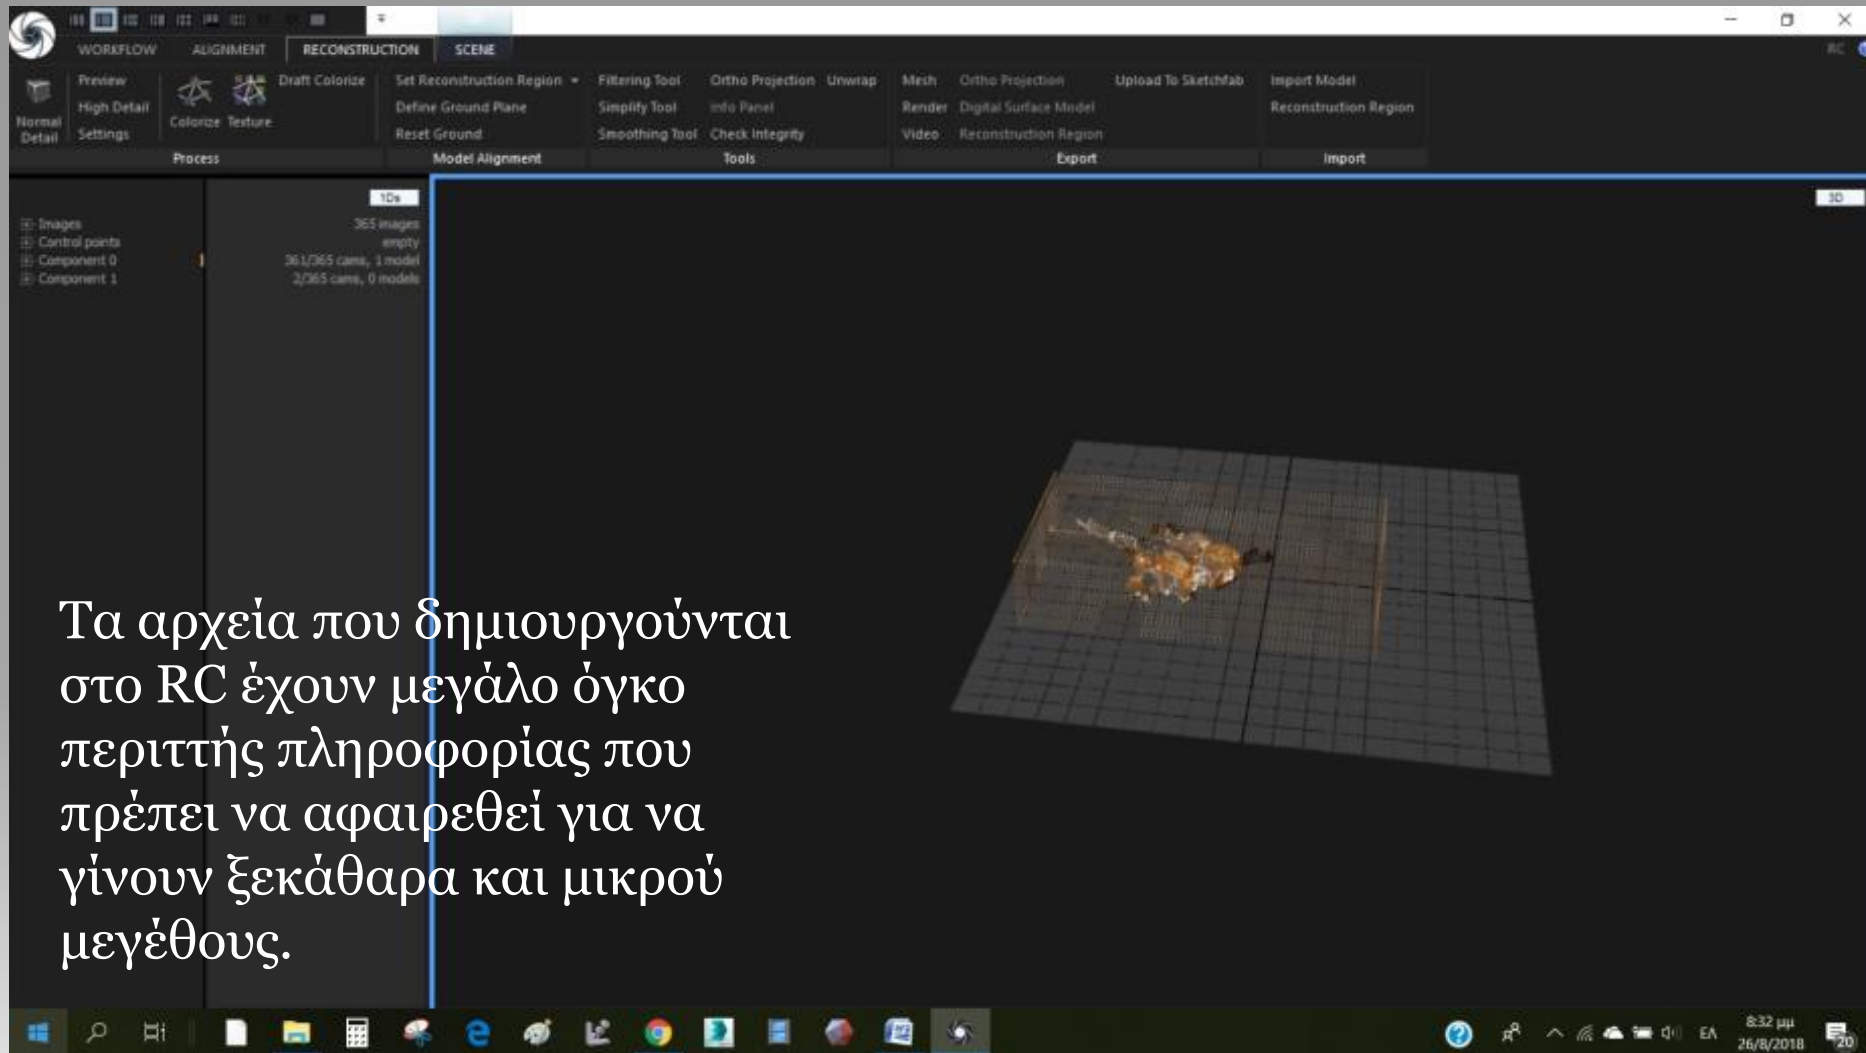 WORKFLOW ALIGNMENT RECONSTRUCTION SCENE RC
Preview Draft Colorize Set Reconstruction Region Filtering Tool Ortho Projection Unwrap Mesh Ortho Projection Upload To Sketchfab Import Model
High Detail Define Ground Plane Simplify Tool Info Panel Render Digital Surface Model Reconstruction Region
Normal Detail Settings Colorize Texture Reset Ground Smoothing Tool Check Integrity Video Reconstruction Region
Process Model Alignment Tools Export Import
1Ds 3D
Images 365 images
Control points empty
Component 0 361/365 cams, 1 model
Component 1 2/365 cams, 0 models
Τα αρχεία που δημιουργούνται
στο RC έχουν μεγάλο όγκο
περιττής πληροφορίας που
πρέπει να αφαιρεθεί για να
γίνουν ξεκάθαρα και μικρού
μεγέθους.
ΕΛ 8:32 μμ
26/8/2018 20